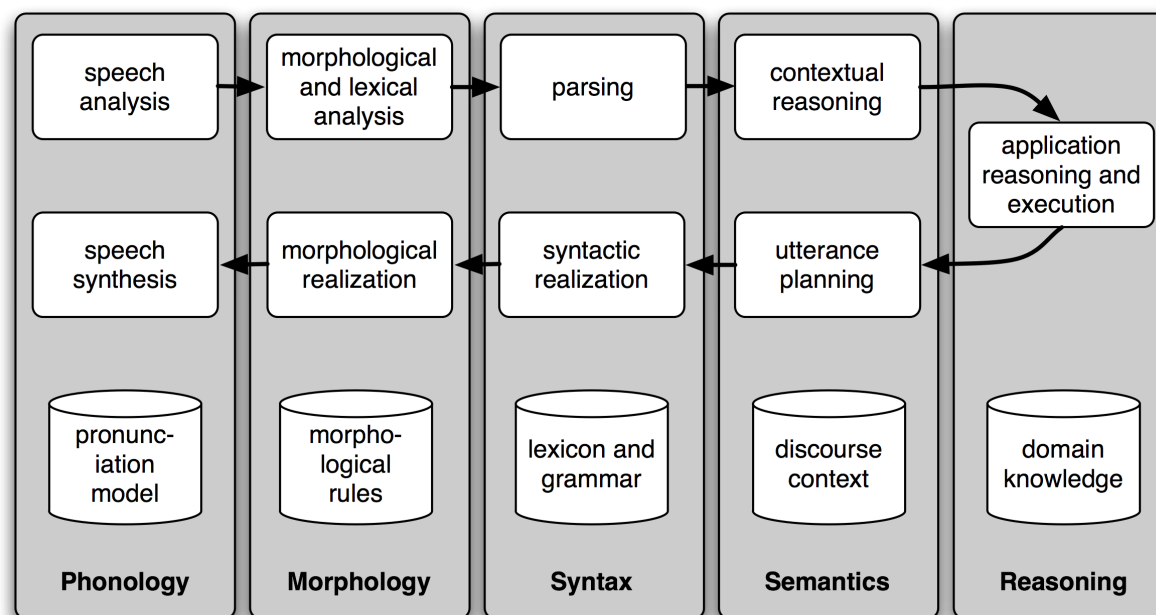 speech
analysis
morphological
and lexical
analysis
parsing
contextual
reasoning
application
reasoning and
execution
speech
synthesis
morphological
realization
syntactic
realization
utterance
planning
pronunc-
iation
model
morpho-
logical
rules
lexicon and
grammar
discourse
context
domain
knowledge
Phonology
Morphology
Syntax
Semantics
Reasoning